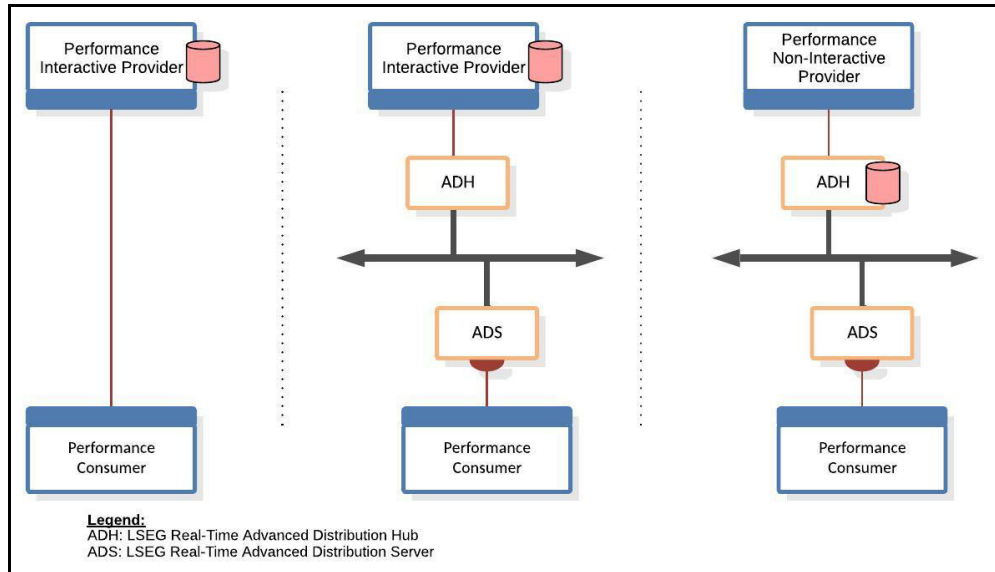 Performance
Interactive Provider
Performance
Interactive Provider
Performance
Non-Interactive
Provider
ADH
ADH
ADS
ADS
Performance
Consumer
Performance
Consumer
Performance
Consumer
Legend:
ADH: LSEG Real-Time Advanced Distribution Hub
ADS: LSEG Real-Time Advanced Distribution Server